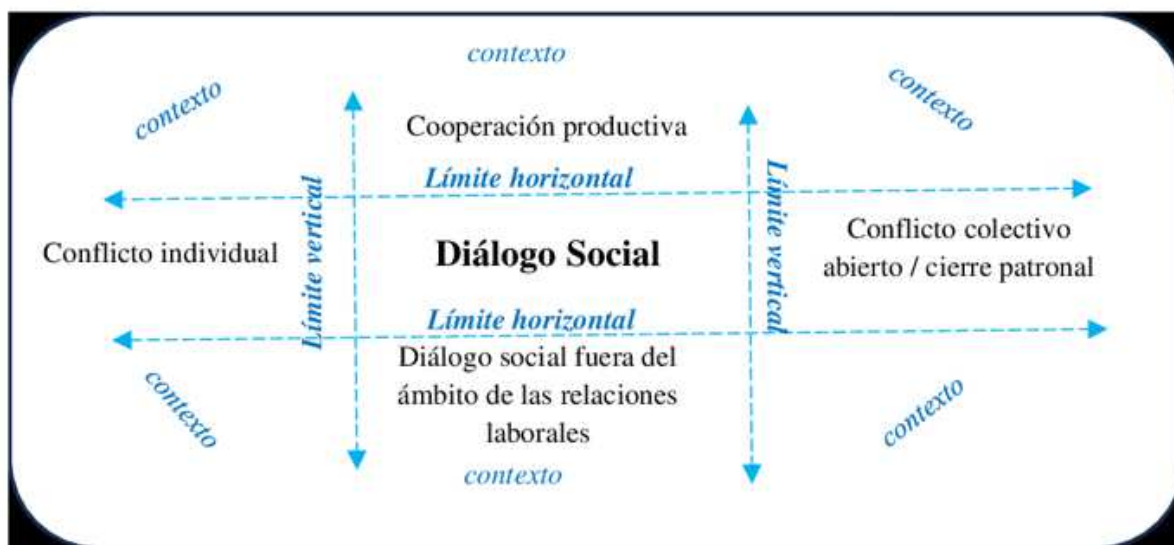 contexto
contexto
contexto
Cooperación productiva
Límite horizontal
Límite vertical
Límite vertical
Conflicto individual
Diálogo Social
Conflicto colectivo
abierto / cierre patronal
Límite horizontal
Diálogo social fuera del
ámbito de las relaciones
laborales
contexto
contexto
contexto